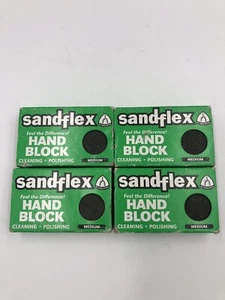 sandflex
Feel the Difference!
HAND
BLOCK
CLEANING • POLISHING
MEDIUM
sandflex
Feel the Difference!
HAND
BLOCK
CLEANING • POLISHING
MEDIUM
sandflex
Feel the Difference!
HAND
BLOCK
CLEANING • POLISHING
MEDIUM
sandflex
Feel the Difference!
HAND
BLOCK
CLEANING • POLISHING
MEDIUM